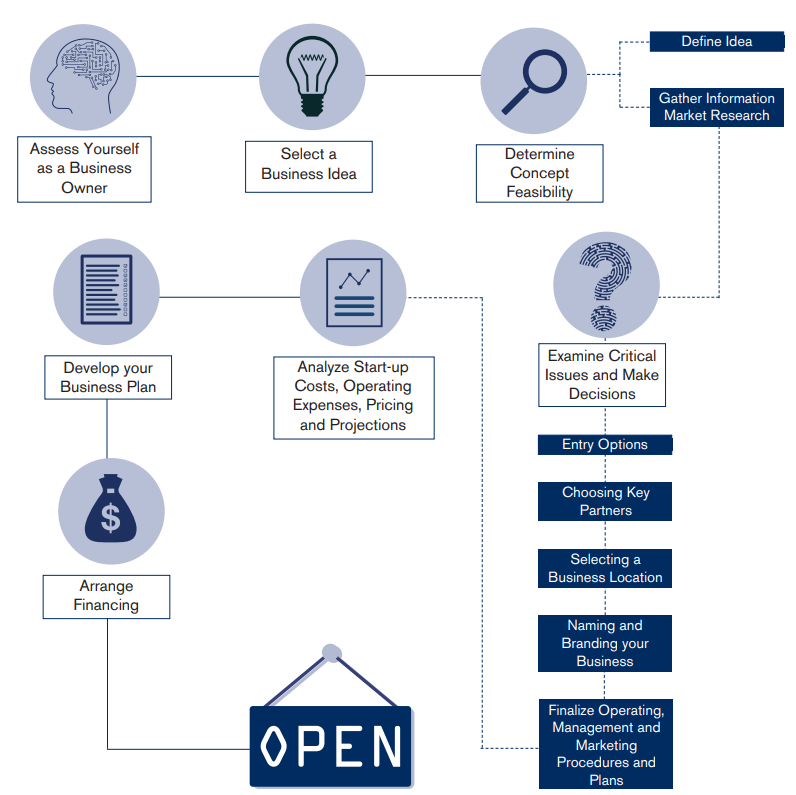 Assess Yourself
as a Business
Owner
Select a
Business Idea
Determine
Concept
Feasibility
Define Idea
Gather Information
Market Research
Examine Critical
Issues and Make
Decisions
Entry Options
Choosing Key
Partners
Selecting a
Business Location
Naming and
Branding your
Business
Finalize Operating,
Management and
Marketing
Procedures and
Plans
Analyze Start-up
Costs, Operating
Expenses, Pricing
and Projections
Develop your
Business Plan
$
Arrange
Financing
OPEN